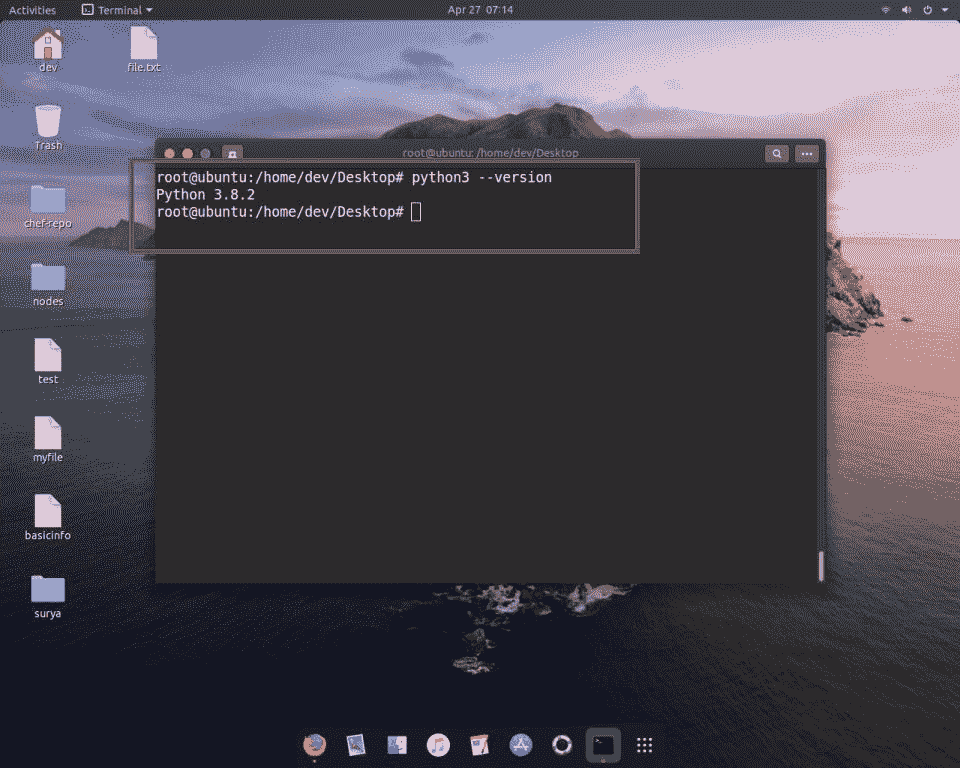 Activities
Terminal
Apr 27 07:14
dev
file.txt
Trash
chef-repo
nodes
test
myfile
basicinfo
surya
root@ubuntu: /home/dev/Desktop
root@ubuntu:/home/dev/Desktop# python3 --version
Python 3.8.2
root@ubuntu:/home/dev/Desktop#